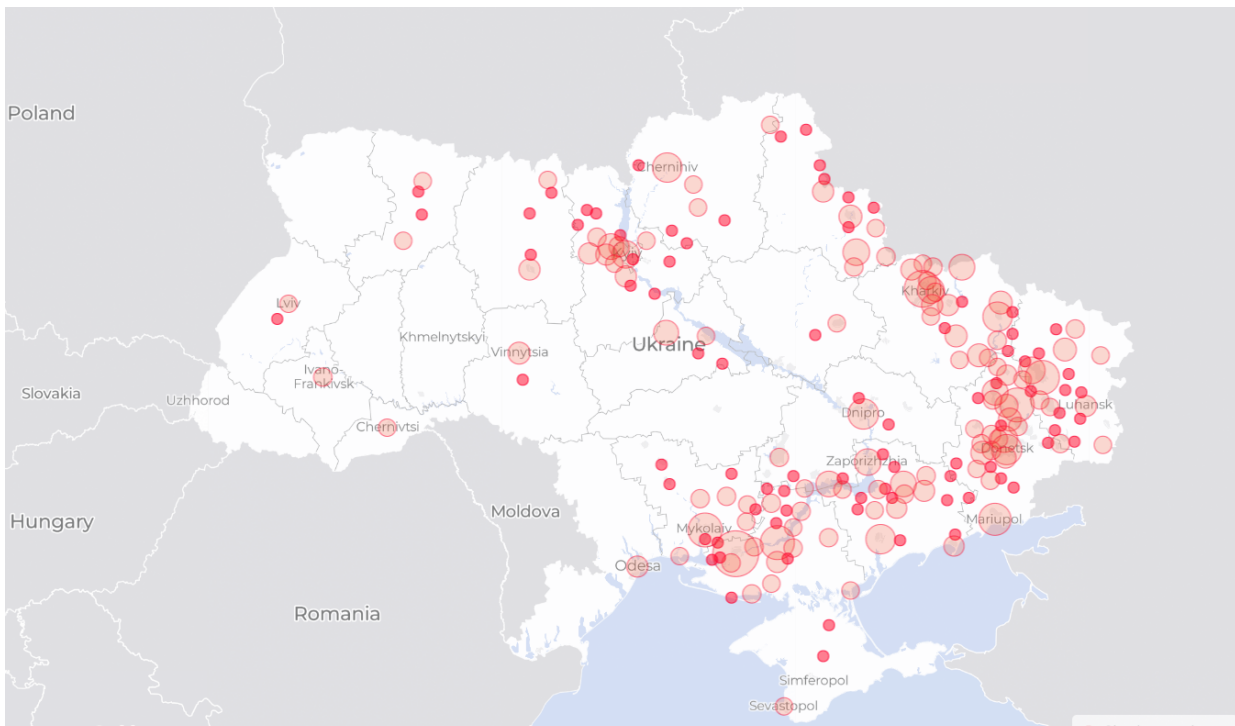 Poland
Chernihiv
Kharkiv
Lviv
Khmelnytskyi
Vinnytsia
Ukraine
Ivano-
Frankivsk
Slovakia
Uzhhorod
Luhansk
Dnipro
Chernivtsi
Donetsk
Zaporizhzhia
Moldova
Hungary
Mykolaiv
Mariupol
Odesa
Romania
Simferopol
Sevastopol